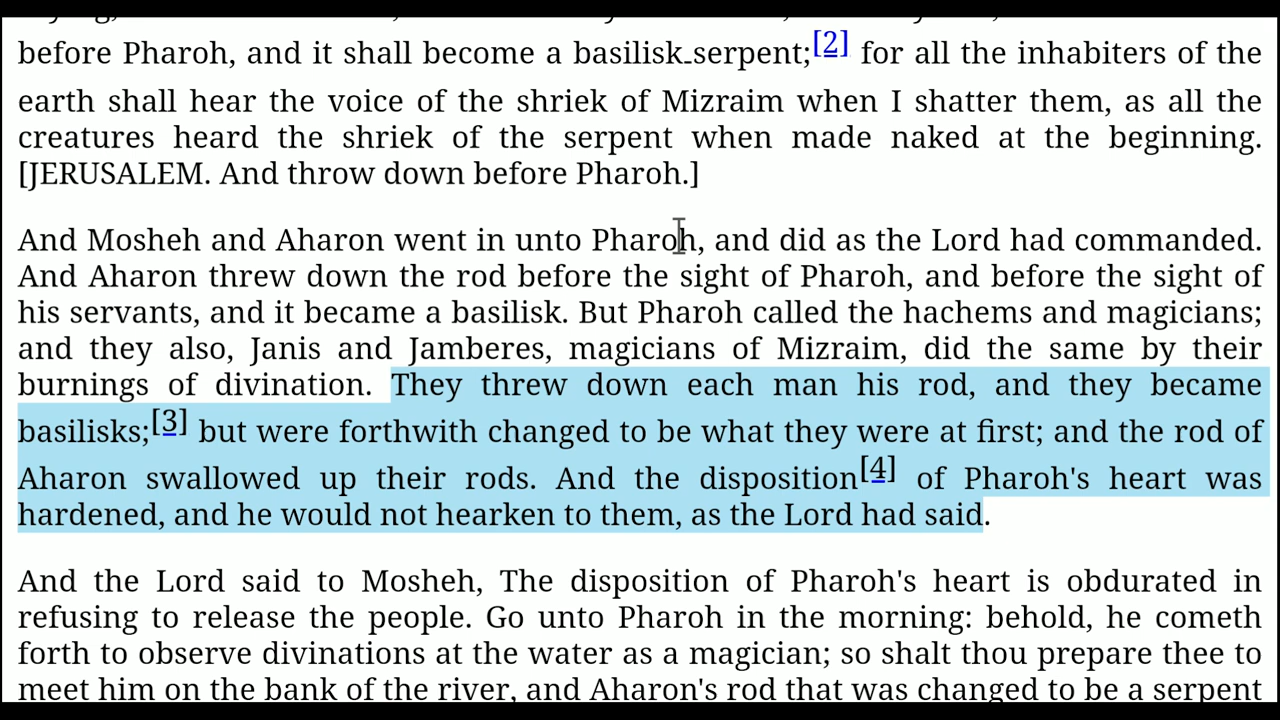 before Pharoh, and it shall become a basilisk-serpent;[2] for all the inhabiters of the
earth shall hear the voice of the shriek of Mizraim when I shatter them, as all the
creatures heard the shriek of the serpent when made naked at the beginning.
[JERUSALEM. And throw down before Pharoh.]
And Mosheh and Aharon went in unto Pharoh, and did as the Lord had commanded.
And Aharon threw down the rod before the sight of Pharoh, and before the sight of
his servants, and it became a basilisk. But Pharoh called the hachems and magicians;
and they also, Janis and Jamberes, magicians of Mizraim, did the same by their
burnings of divination. They threw down each man his rod, and they became
basilisks;[3] but were forthwith changed to be what they were at first; and the rod of
Aharon swallowed up their rods. And the disposition[4] of Pharoh's heart was
hardened, and he would not hearken to them, as the Lord had said.
And the Lord said to Mosheh, The disposition of Pharoh's heart is obdurated in
refusing to release the people. Go unto Pharoh in the morning: behold, he cometh
forth to observe divinations at the water as a magician; so shalt thou prepare thee to
meet him on the bank of the river, and Aharon's rod that was changed to be a serpent